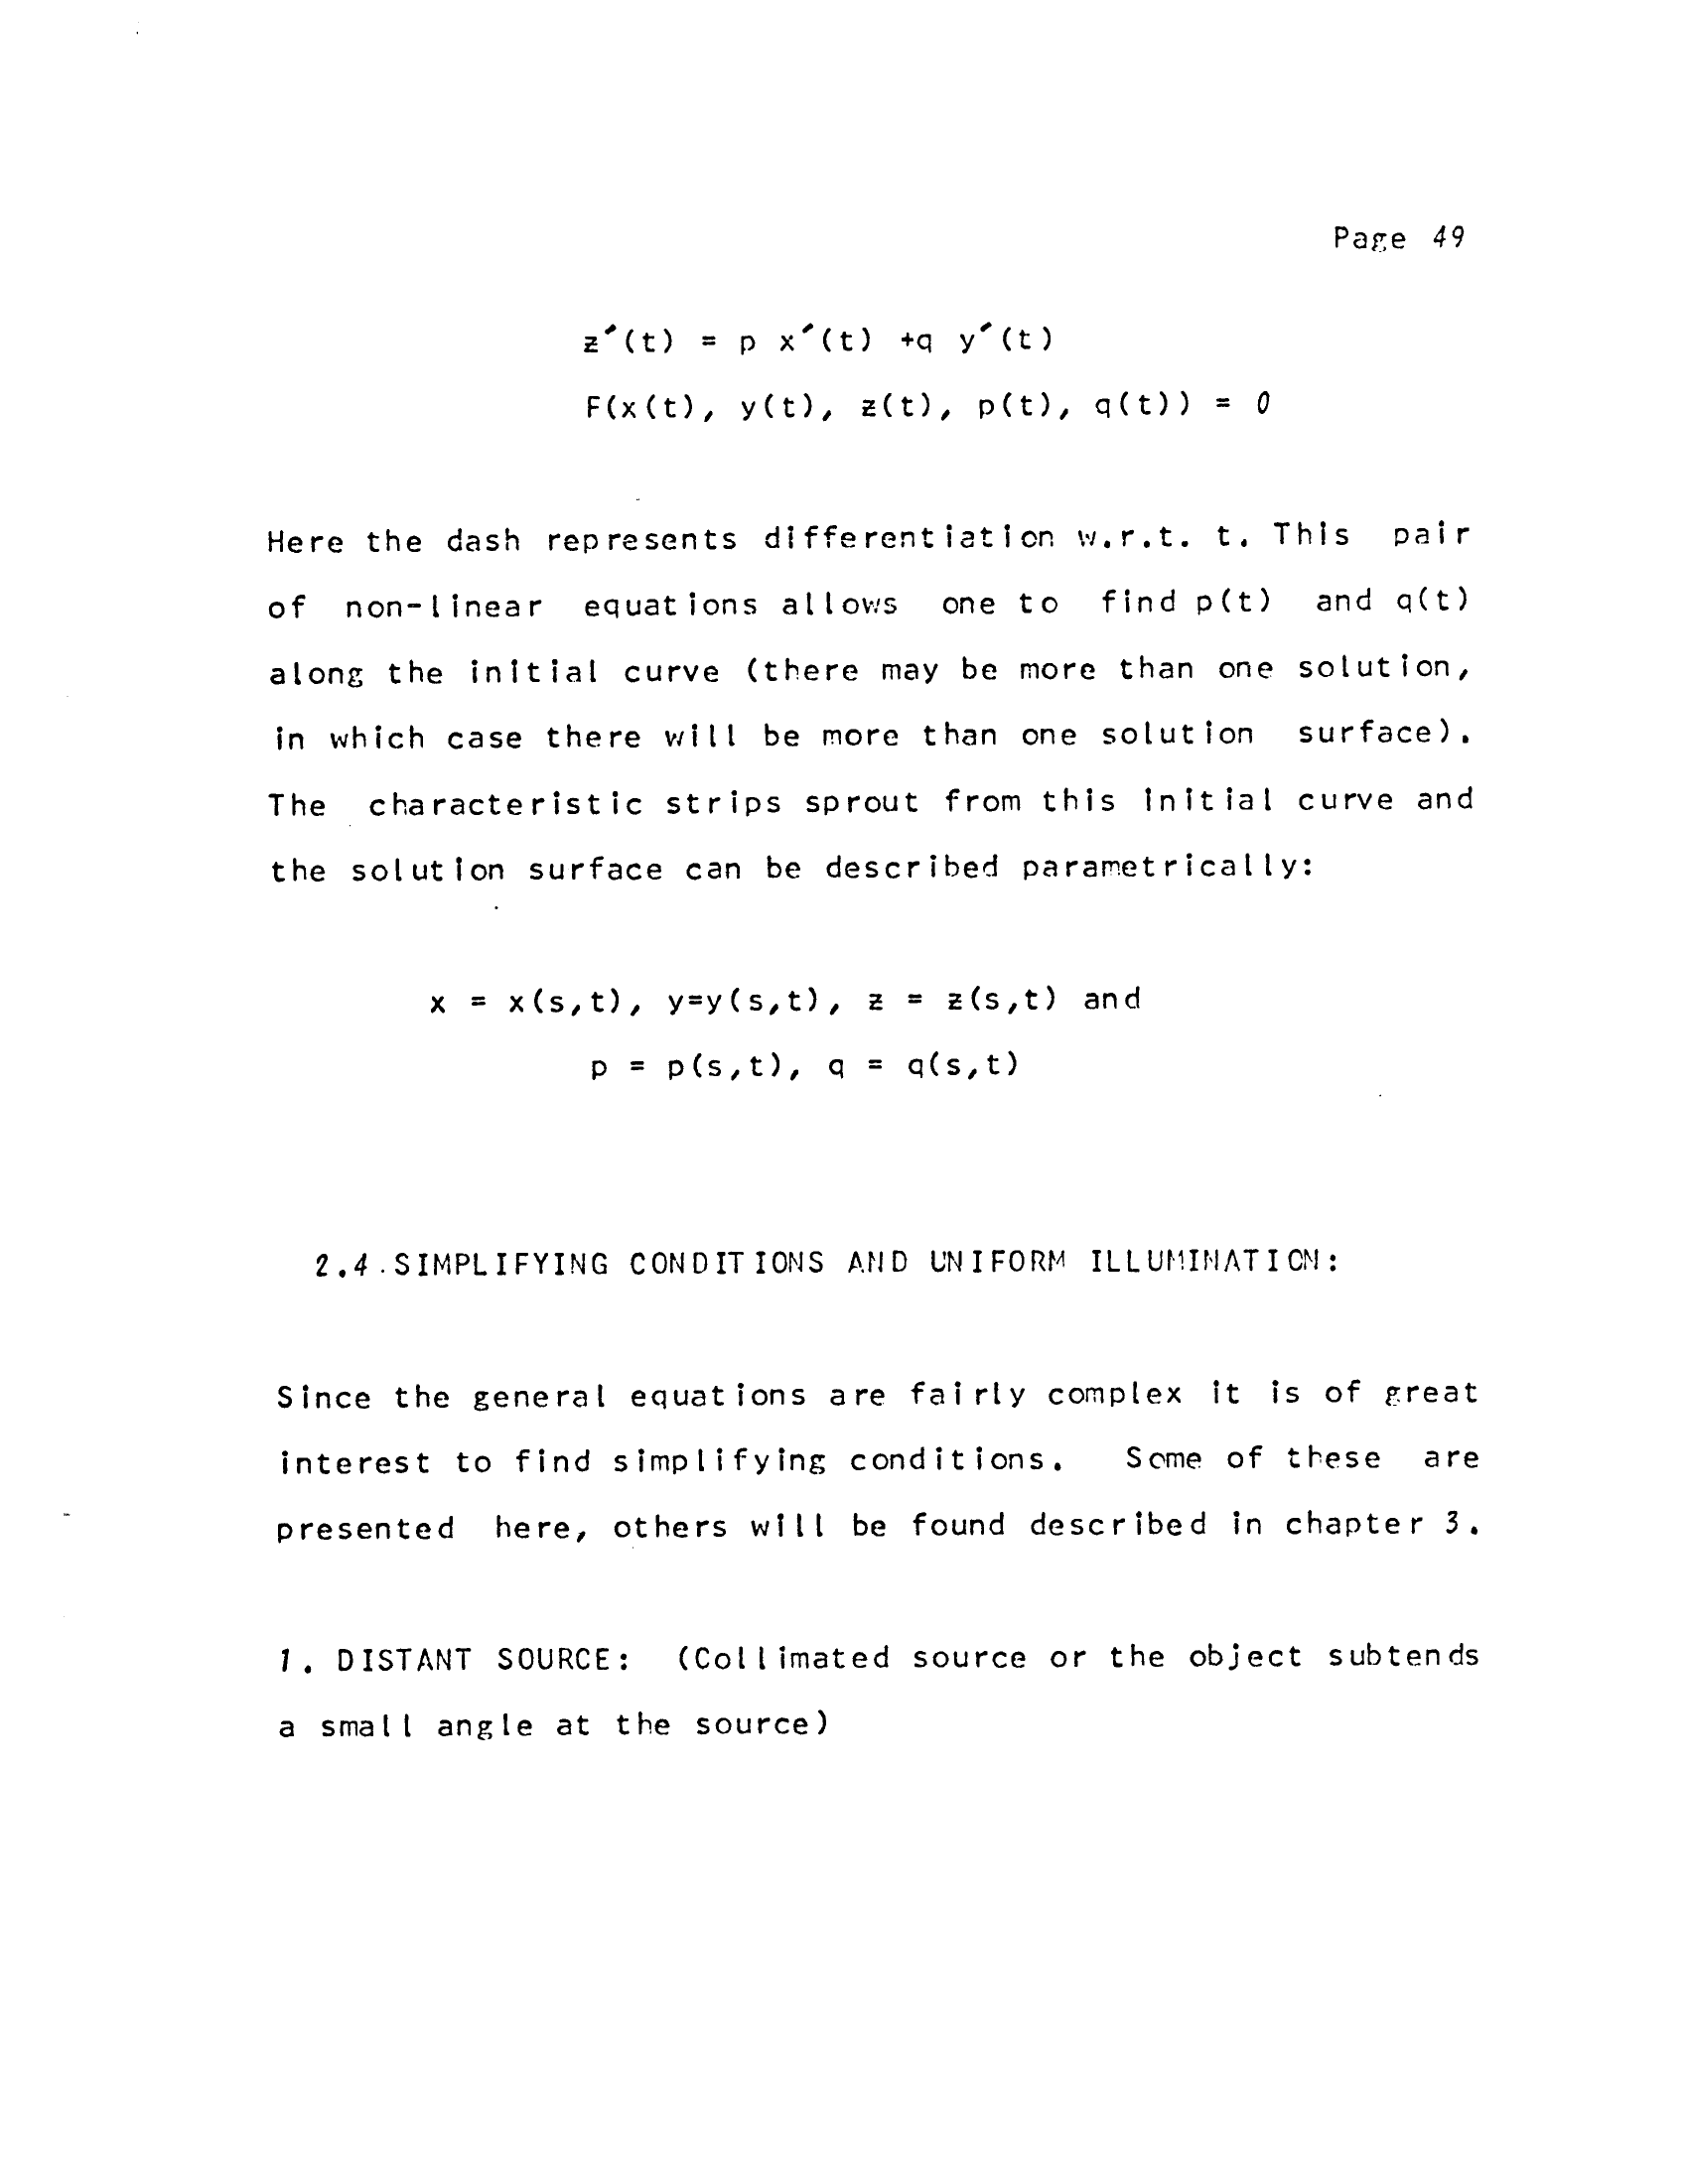 Page 49
z′(t) = p x′(t) +q y′(t)
F(x(t), y(t), z(t), p(t), q(t)) = 0
Here the dash represents differentiation w.r.t. t. This pair
of non-linear equations allows one to find p(t) and q(t)
along the initial curve (there may be more than one solution,
in which case there will be more than one solution surface).
The characteristic strips sprout from this initial curve and
the solution surface can be described parametrically:
x = x(s,t), y=y(s,t), z = z(s,t) and
p = p(s,t), q = q(s,t)
2.4 SIMPLIFYING CONDITIONS AND UNIFORM ILLUMINATION:
Since the general equations are fairly complex it is of great
interest to find simplifying conditions. Some of these are
presented here, others will be found described in chapter 3.
1. DISTANT SOURCE: (Collimated source or the object subtends
a small angle at the source)